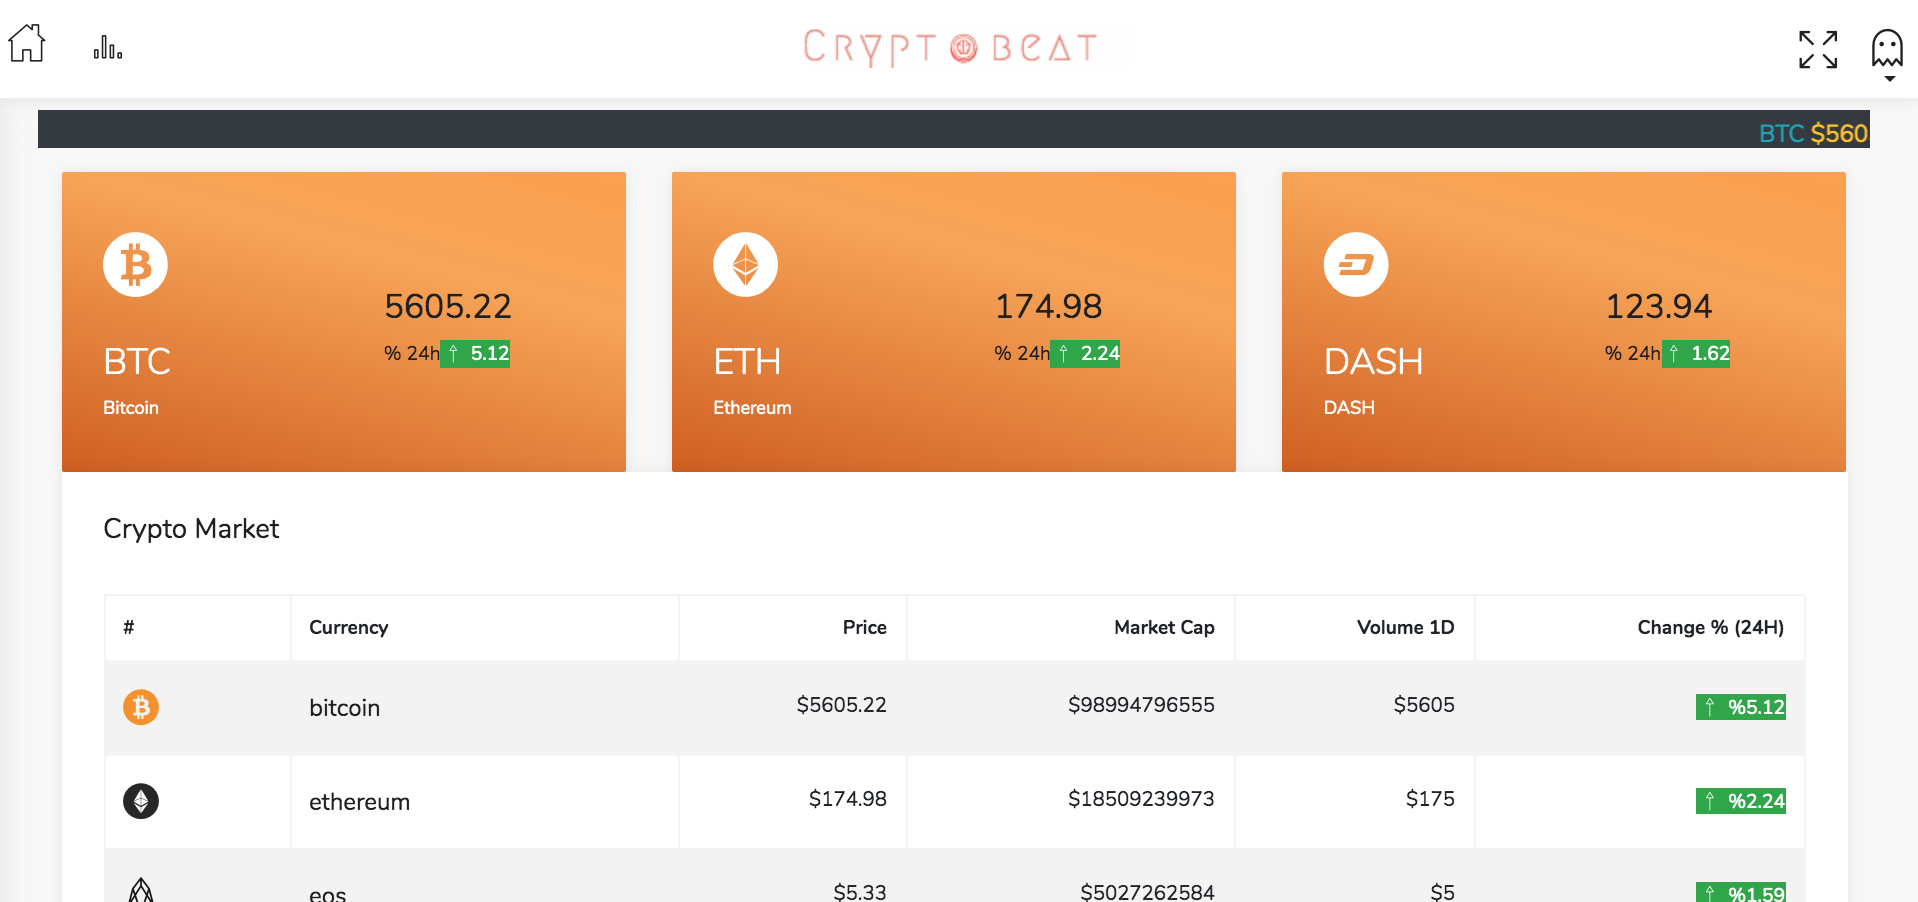 CRYPTOBEAT
BTC $560
5605.22
% 24h ↑ 5.12
BTC
Bitcoin
174.98
% 24h ↑ 2.24
ETH
Ethereum
123.94
% 24h ↑ 1.62
DASH
DASH
Crypto Market
# Currency Price Market Cap Volume 1D Change % (24H)
bitcoin $5605.22 $98994796555 $5605 ↑ %5.12
ethereum $174.98 $18509239973 $175 ↑ %2.24
eos $5.33 $5027262584 $5 ↑ %1.59